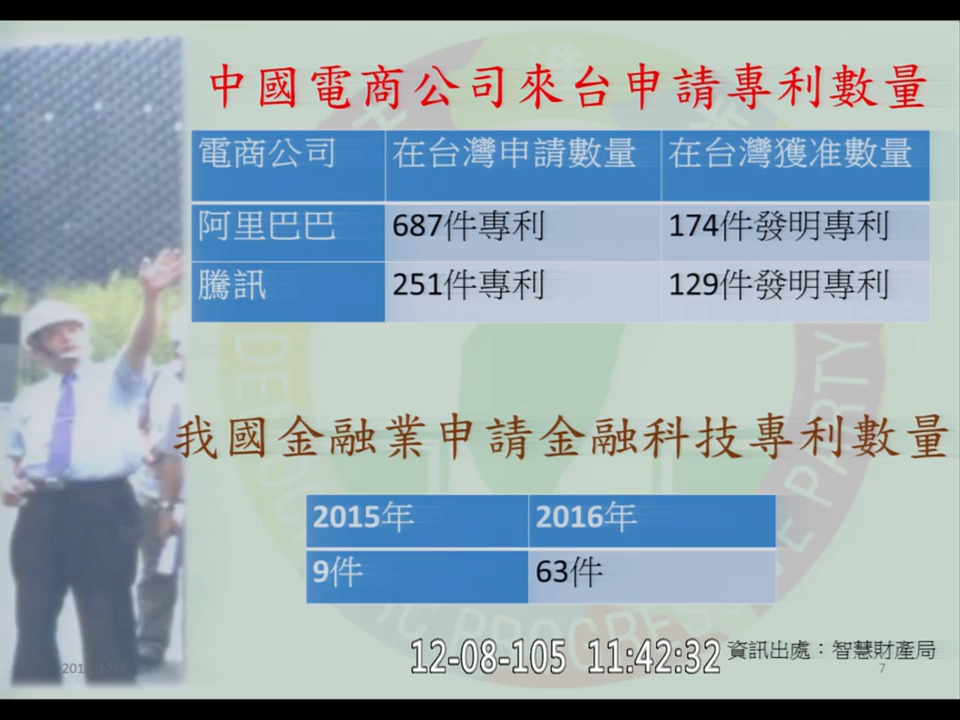 中國電商公司來台申請專利數量
電商公司 在台灣申請數量 在台灣獲准數量
阿里巴巴 687件專利 174件發明專利
騰訊 251件專利 129件發明專利
我國金融業申請金融科技專利數量
2015年 2016年
9件 63件
12-08-105 11:42:32
資訊出處：智慧財產局
7
DEMOCRATIC PROGRESSIVE PARTY